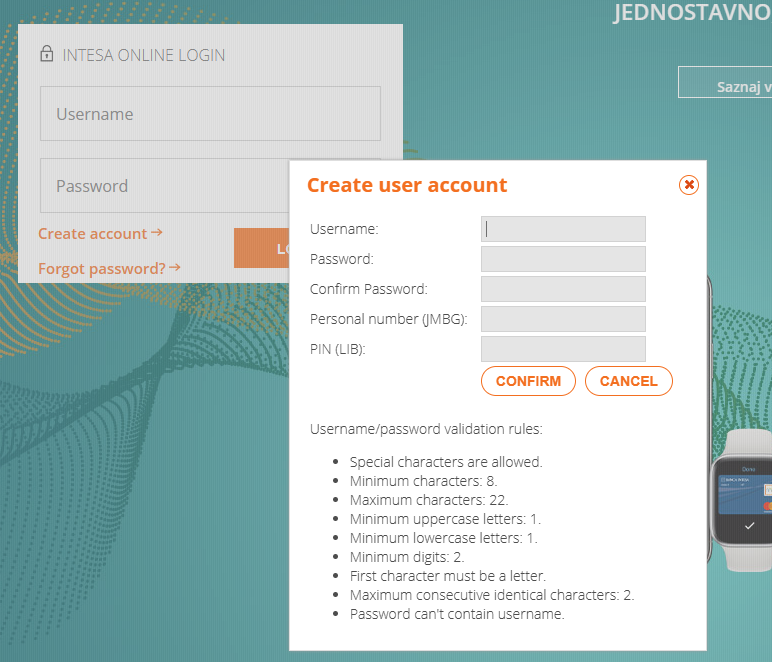 JEDNOSTAVNO
INTESA ONLINE LOGIN
Saznaj v
Username
Password
Create account
Forgot password?
Create user account
Username:
Password:
Confirm Password:
Personal number (JMBG):
PIN (LIB):
CONFIRM CANCEL
Username/password validation rules:
Special characters are allowed.
Minimum characters: 8.
Maximum characters: 22.
Minimum uppercase letters: 1.
Minimum lowercase letters: 1.
Minimum digits: 2.
First character must be a letter.
Maximum consecutive identical characters: 2.
Password can't contain username.
Done